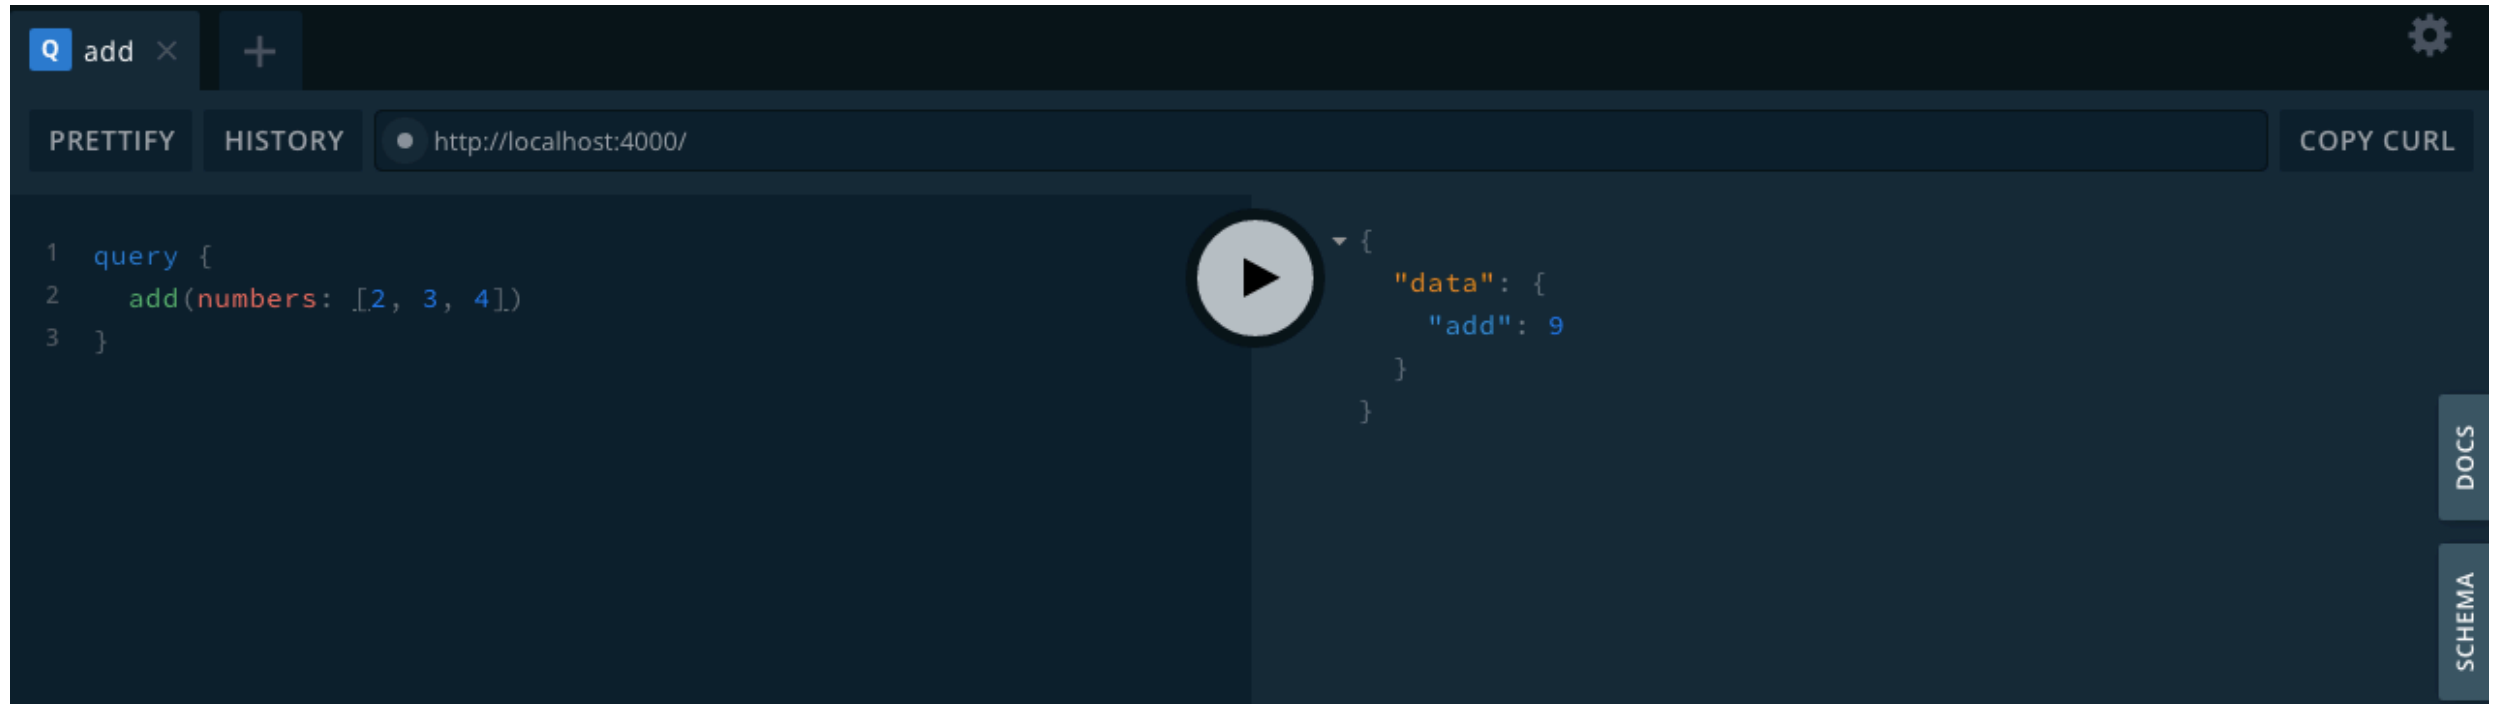 Q add × +
PRETTIFY HISTORY http://localhost:4000/ COPY CURL
1 query {
2   add(numbers: [2, 3, 4])
3 }
{
  "data": {
    "add": 9
  }
}
DOCS
SCHEMA